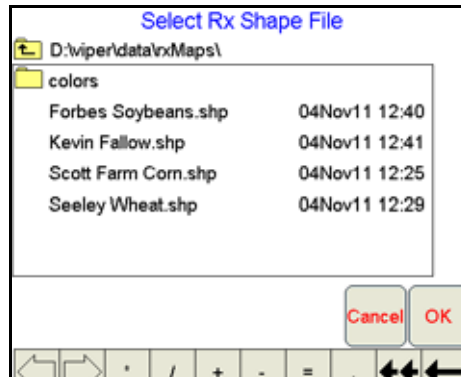 Select Rx Shape File
D:\viper\data\rxMaps\
colors
Forbes Soybeans.shp 04Nov11 12:40
Kevin Fallow.shp 04Nov11 12:41
Scott Farm Corn.shp 04Nov11 12:25
Seeley Wheat.shp 04Nov11 12:29
Cancel OK
* / + - = .